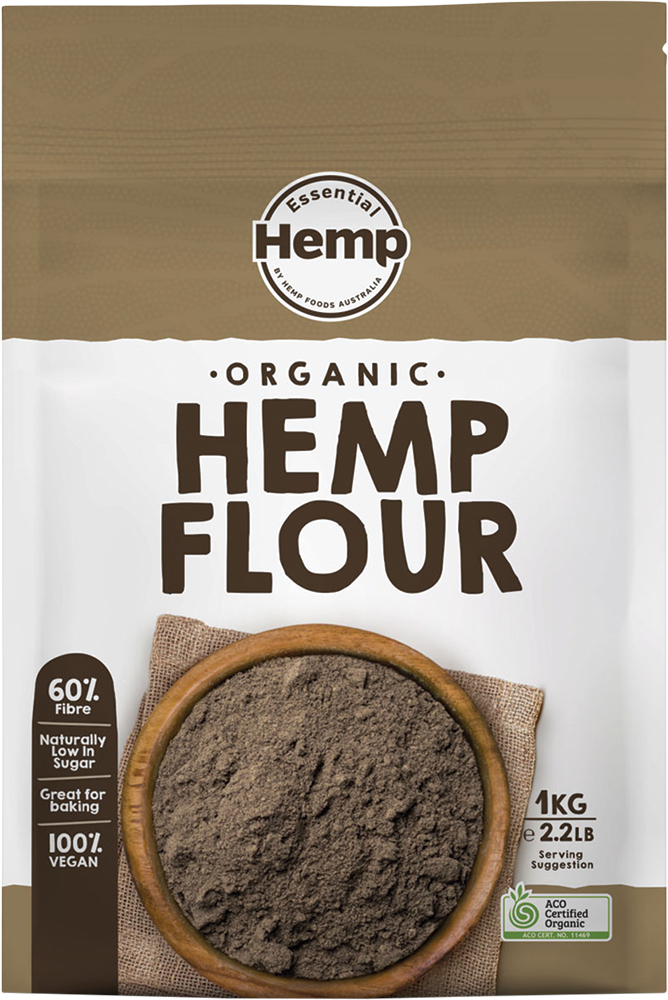 Essential
Hemp
BY HEMP FOODS AUSTRALIA
•ORGANIC•
HEMP
FLOUR
60%
Fibre
Naturally
Low In
Sugar
Great for
baking
100%
VEGAN
1KG
e 2.2LB
Serving
Suggestion
ACO
Certified
Organic
ACO CERT. NO. 11469